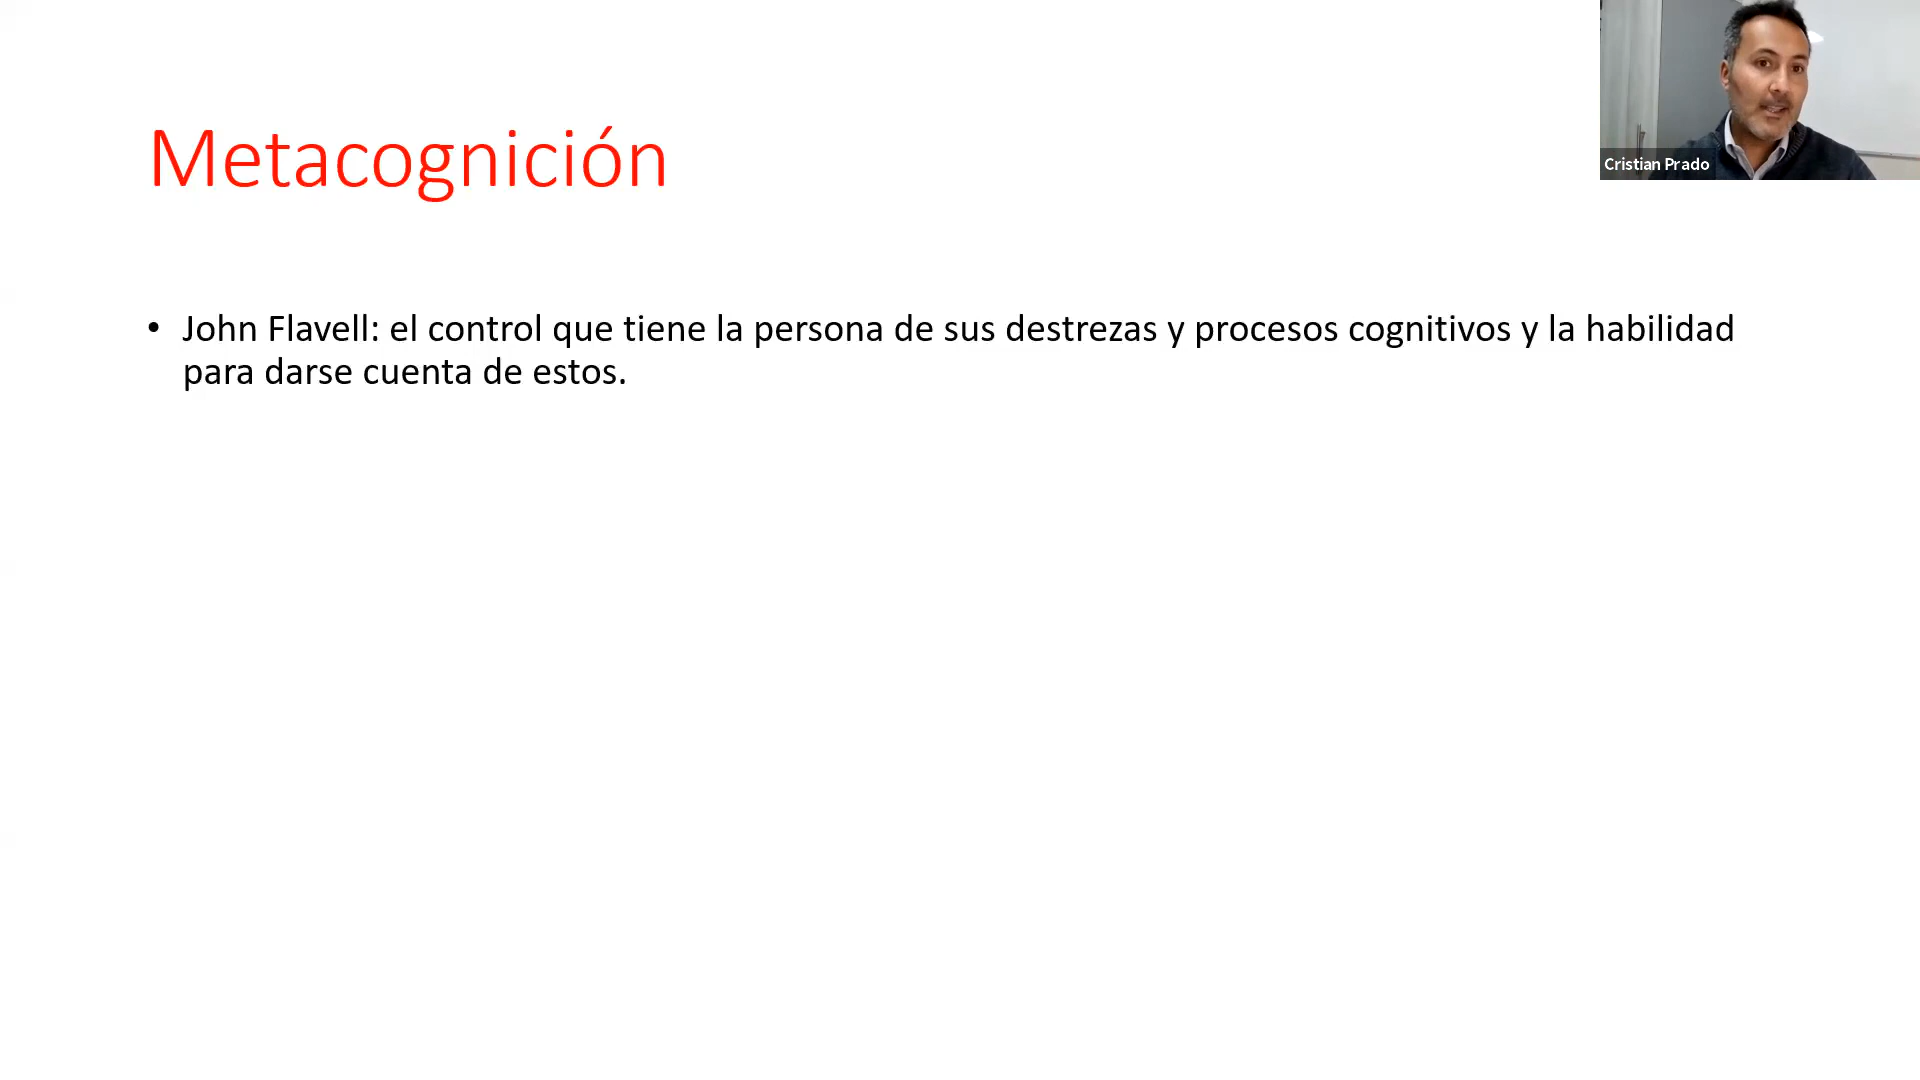 Metacognición
• John Flavell: el control que tiene la persona de sus destrezas y procesos cognitivos y la habilidad
para darse cuenta de estos.
Cristian Prado